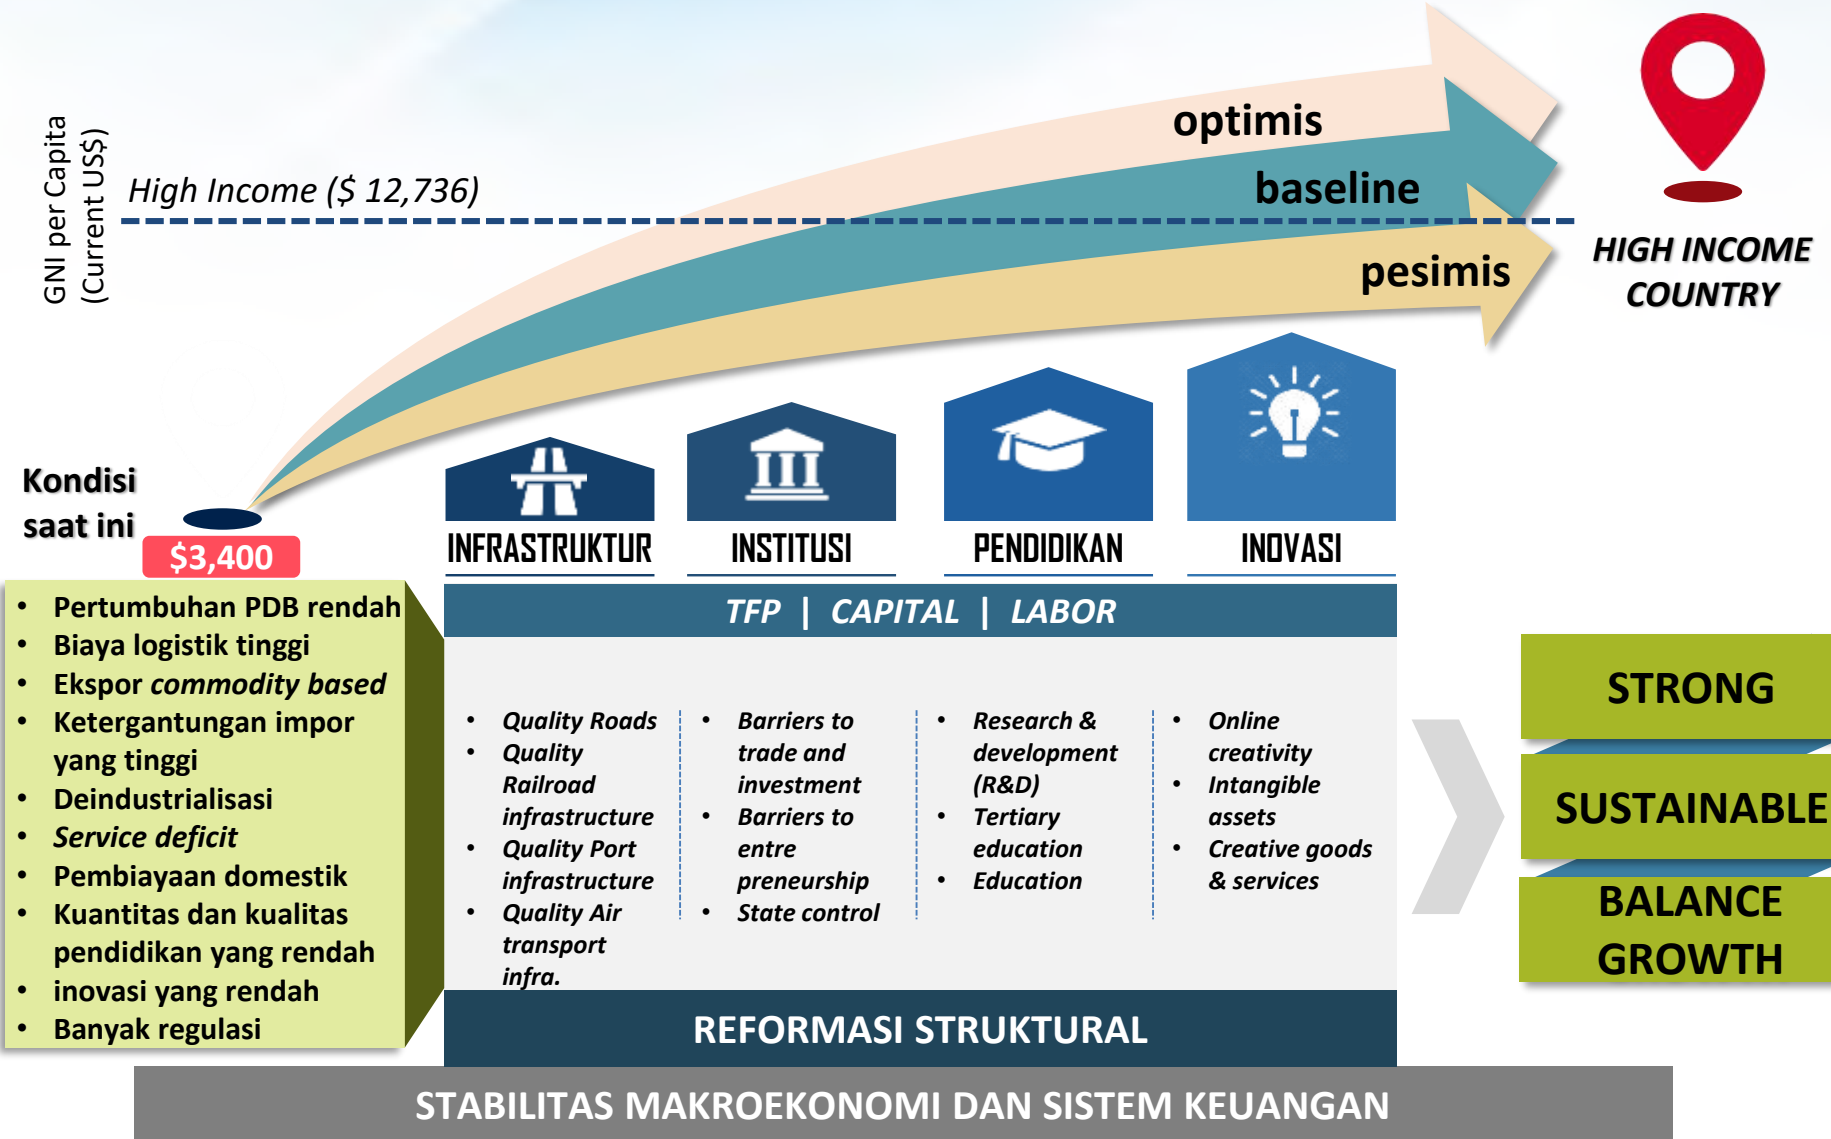 GNI per Capita
(Current US$)
High Income ($ 12,736)
optimis
baseline
pesimis
HIGH INCOME
COUNTRY
Kondisi
saat ini
$3,400
• Pertumbuhan PDB rendah
• Biaya logistik tinggi
• Ekspor commodity based
• Ketergantungan impor
yang tinggi
• Deindustrialisasi
• Service deficit
• Pembiayaan domestik
• Kuantitas dan kualitas
pendidikan yang rendah
• inovasi yang rendah
• Banyak regulasi
INFRASTRUKTUR
INSTITUSI
PENDIDIKAN
INOVASI
TFP | CAPITAL | LABOR
• Quality Roads
• Quality
Railroad
infrastructure
• Quality Port
infrastructure
• Quality Air
transport
infra.
• Barriers to
trade and
investment
• Barriers to
entre
preneurship
• State control
• Research &
development
(R&D)
• Tertiary
education
• Education
• Online
creativity
• Intangible
assets
• Creative goods
& services
REFORMASI STRUKTURAL
STABILITAS MAKROEKONOMI DAN SISTEM KEUANGAN
STRONG
SUSTAINABLE
BALANCE
GROWTH